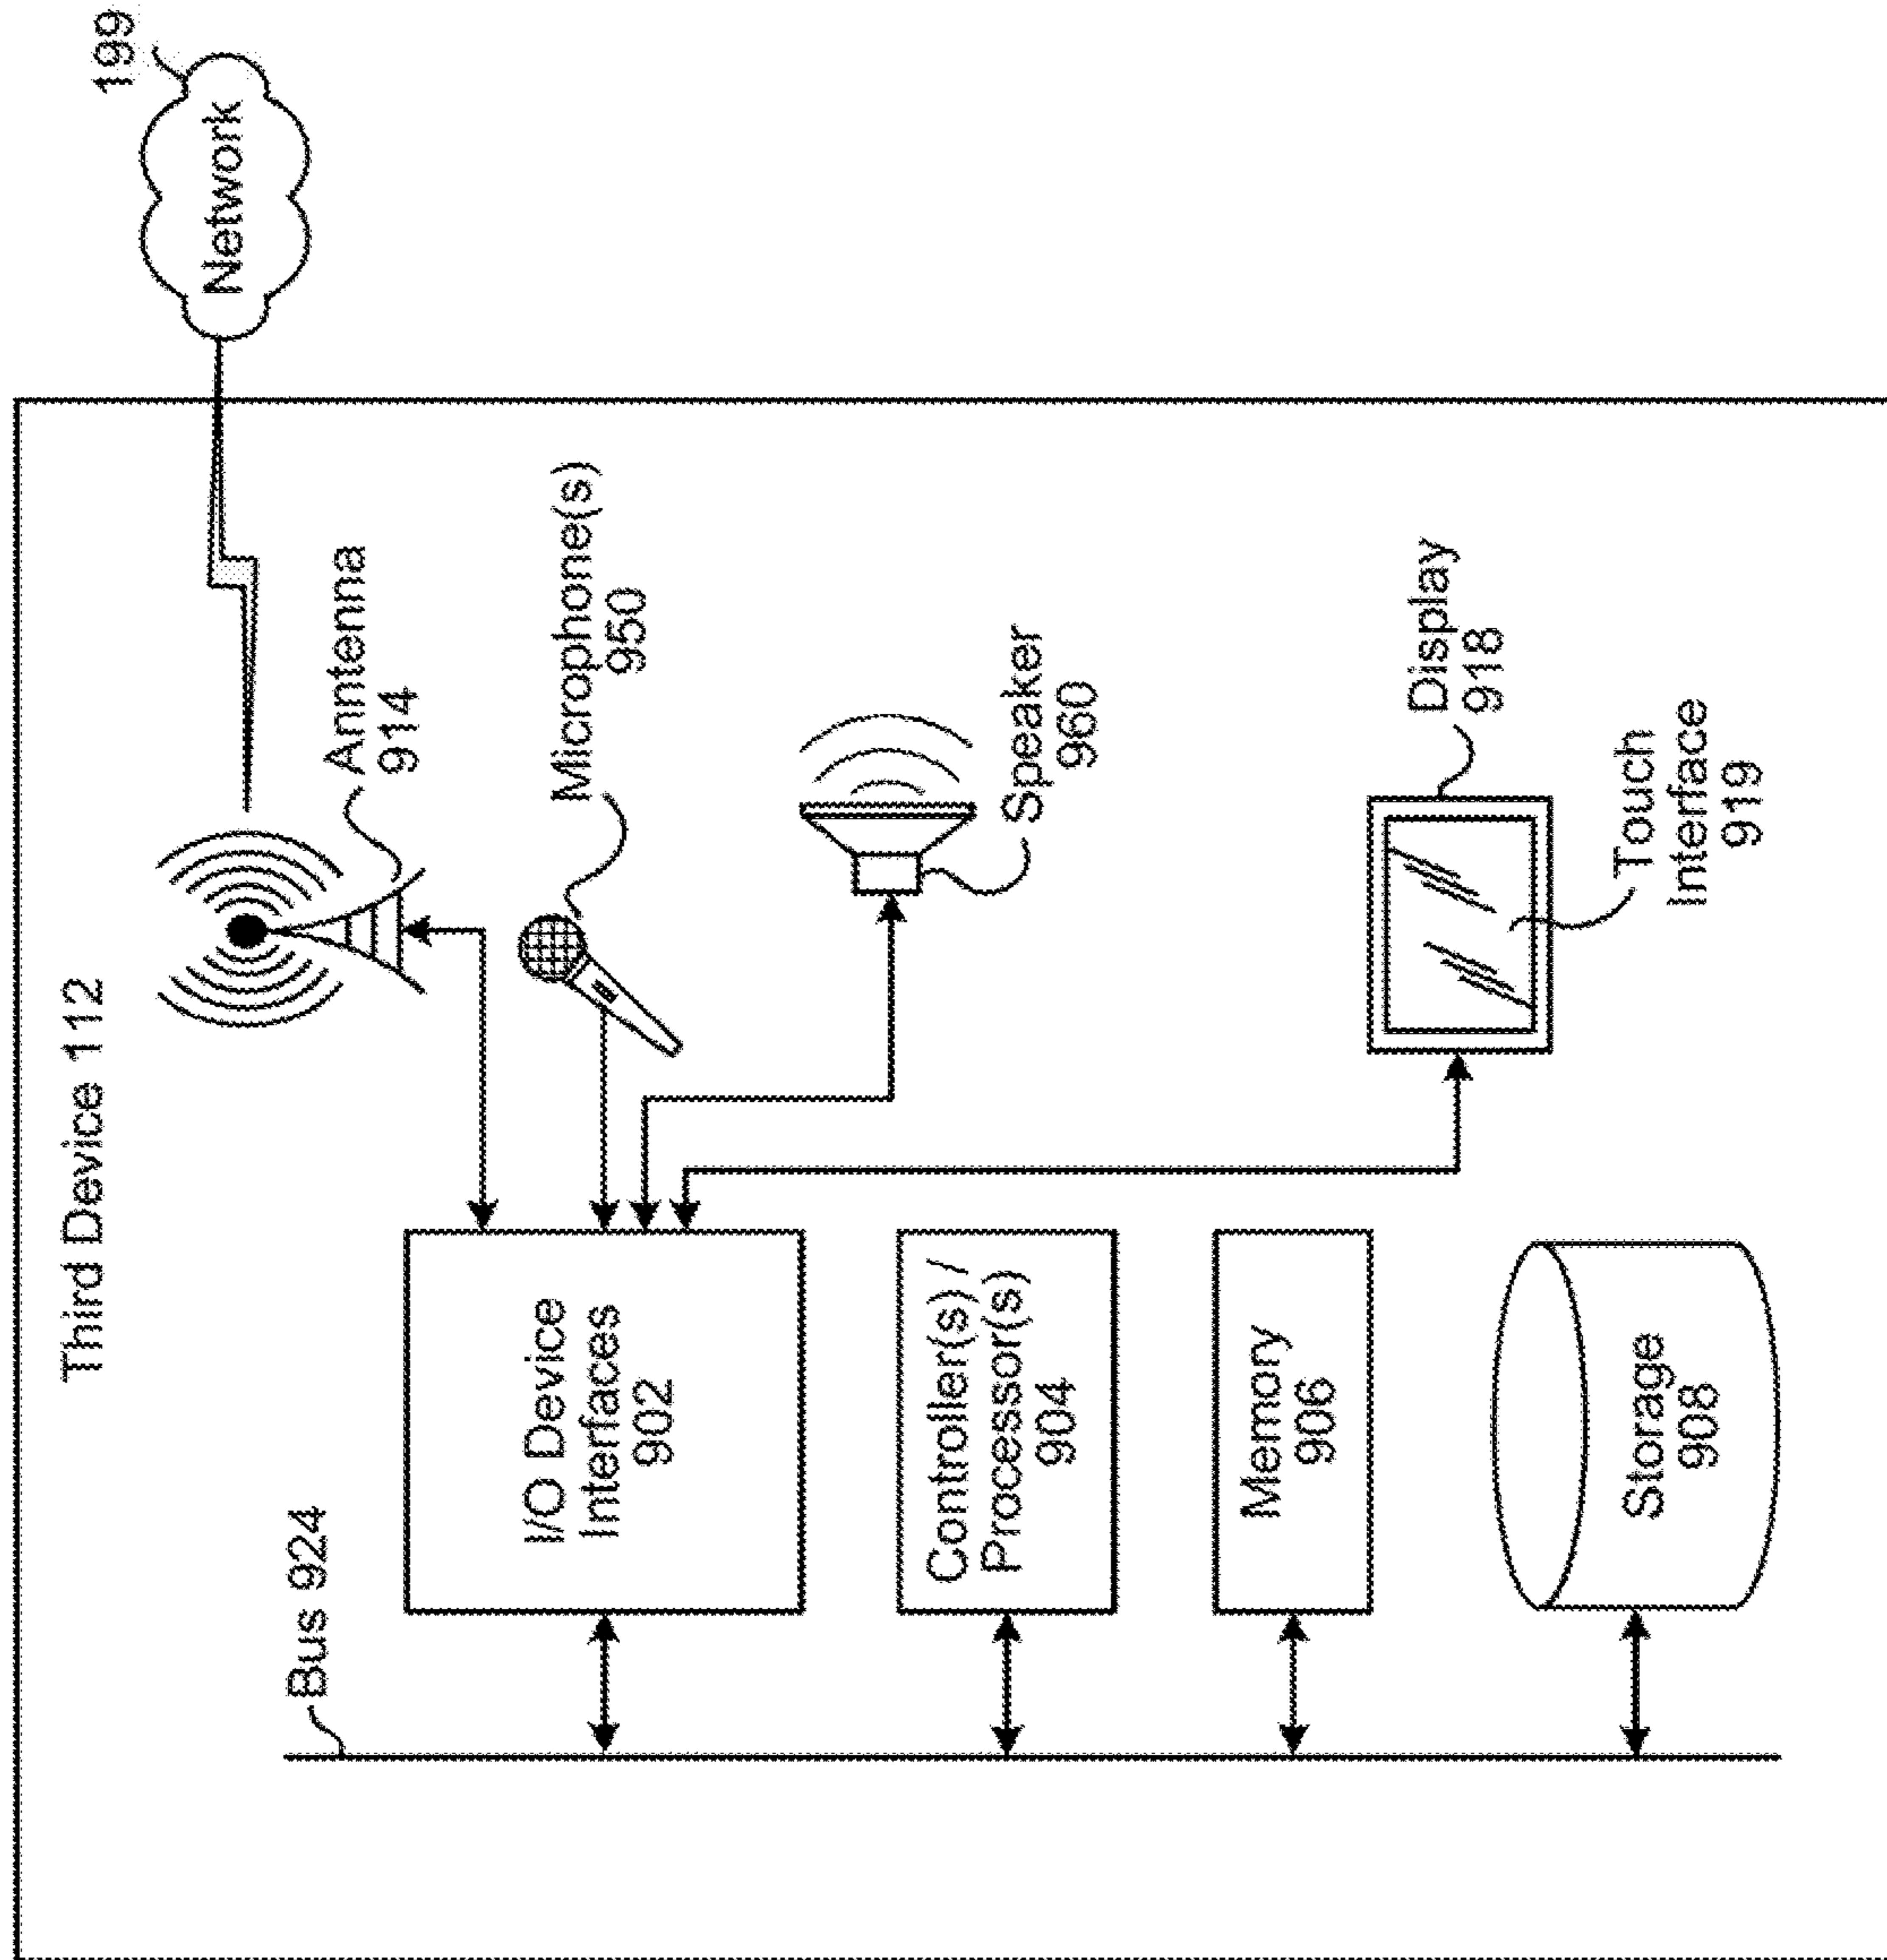 Third Device 112
199
Network
Bus 924
Anntenna
914
I/O Device
Interfaces
902
Microphone(s)
950
Controller(s) /
Processor(s)
904
Speaker
960
Memory
906
Display
918
Storage
908
Touch
Interface
919